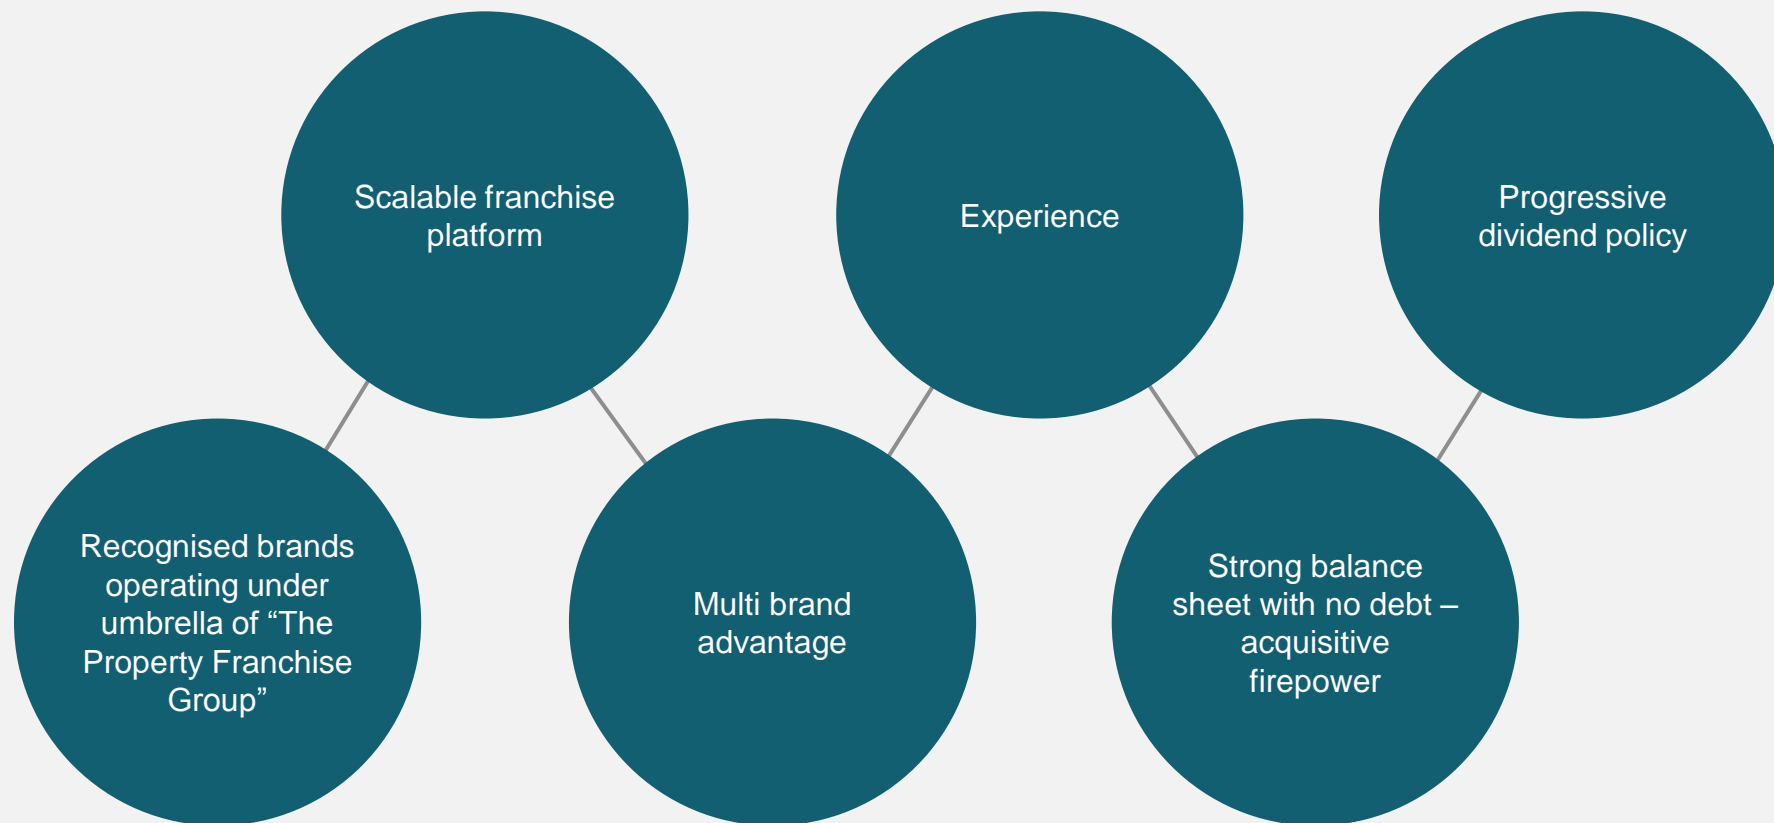 Scalable franchise
platform
Experience
Progressive
dividend policy
Recognised brands
operating under
umbrella of “The
Property Franchise
Group”
Multi brand
advantage
Strong balance
sheet with no debt –
acquisitive
firepower